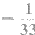 = 1/33